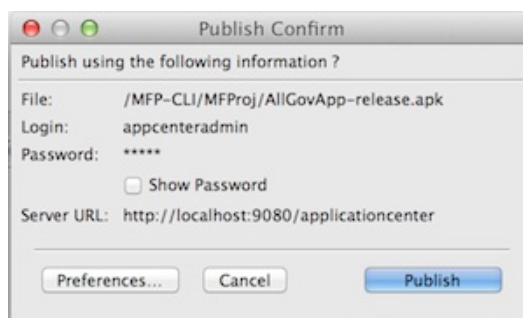 Publish Confirm
Publish using the following information ?
File: /MFP-CLI/MFProj/AllGovApp-release.apk
Login: appcenteradmin
Password: *****
Show Password
Server URL: http://localhost:9080/applicationcenter
Preferences... Cancel Publish